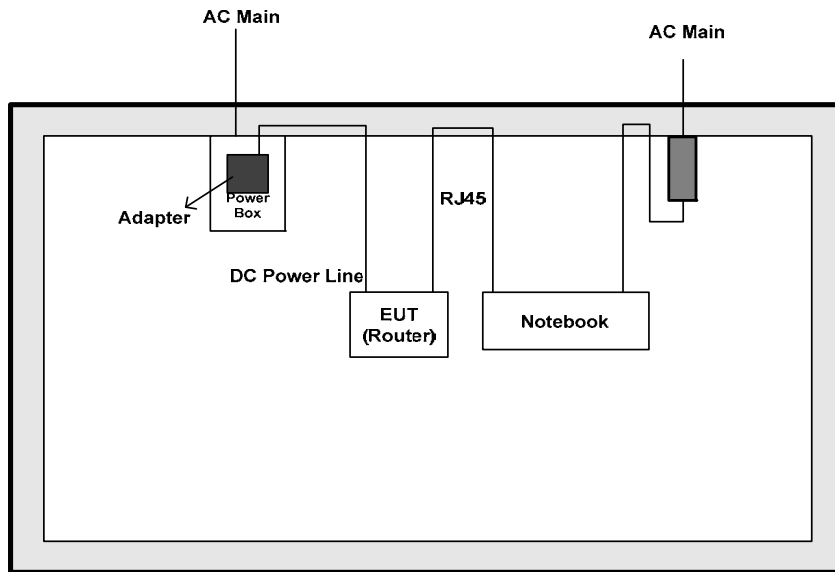 AC Main
AC Main
Adapter
Power
Box
RJ45
DC Power Line
EUT
(Router)
Notebook